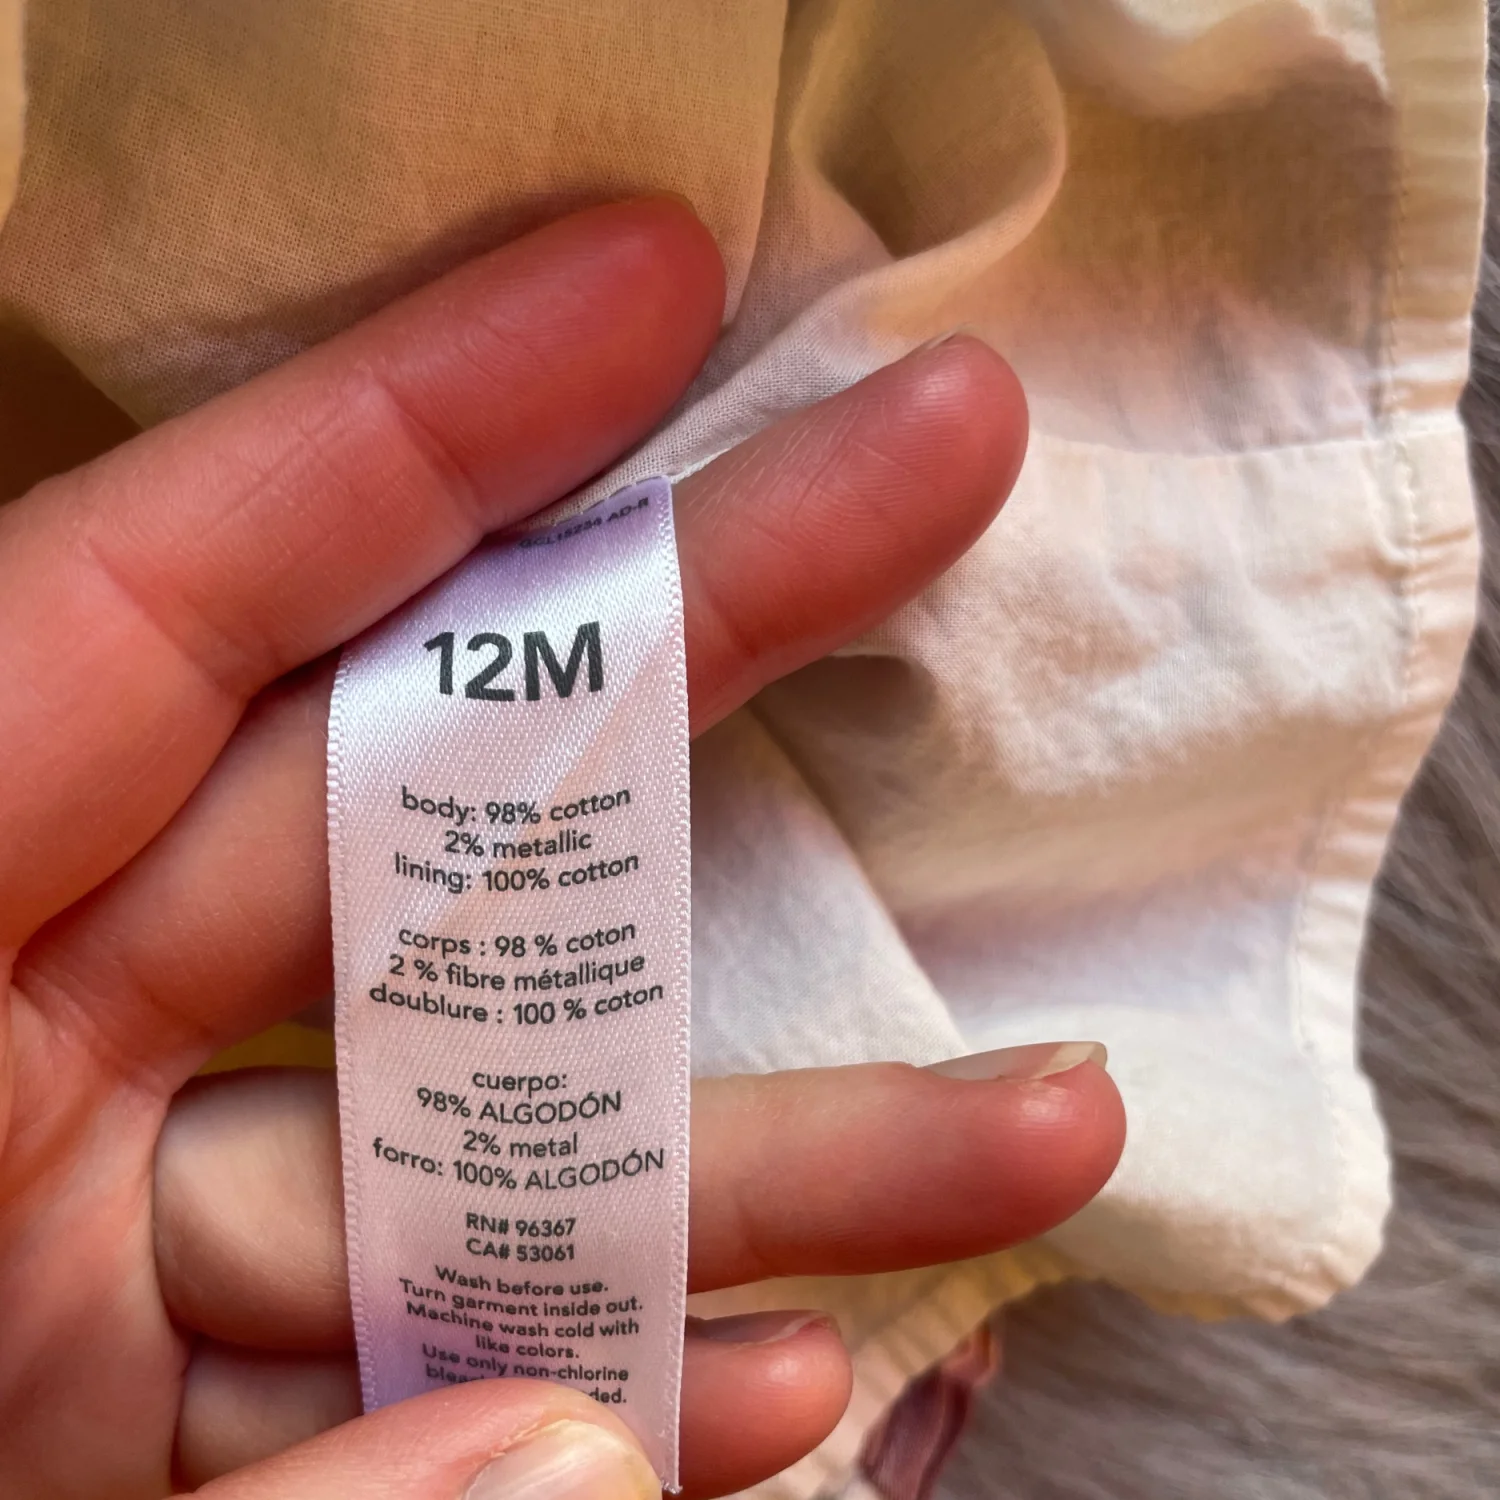 AD-R
12M
body: 98% cotton
2% metallic
lining: 100% cotton
corps : 98 % coton
2 % fibre métallique
doublure : 100 % coton
cuerpo:
98% ALGODÓN
2% metal
forro: 100% ALGODÓN
RN# 96367
CA# 53061
Wash before use.
Turn garment inside out.
Machine wash cold with
like colors.
Use only non-chlorine